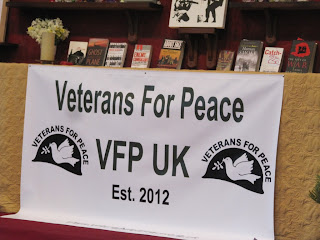 Veterans For Peace
VETERANS FOR PEACE
VFP UK
VETERANS FOR PEACE
Est. 2012